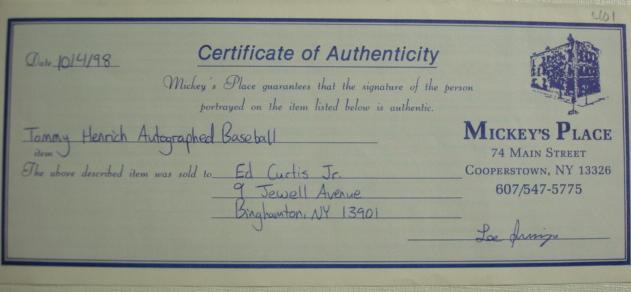 Date 10/4/98
Certificate of Authenticity
Mickey's Place guarantees that the signature of the person
portrayed on the item listed below is authentic.
Tommy Henrich Autographed Baseball
item
The above described item was sold to Ed Curtis Jr.
9 Jewell Avenue
Binghamton, NY 13901
MICKEY'S PLACE
74 MAIN STREET
COOPERSTOWN, NY 13326
607/547-5775